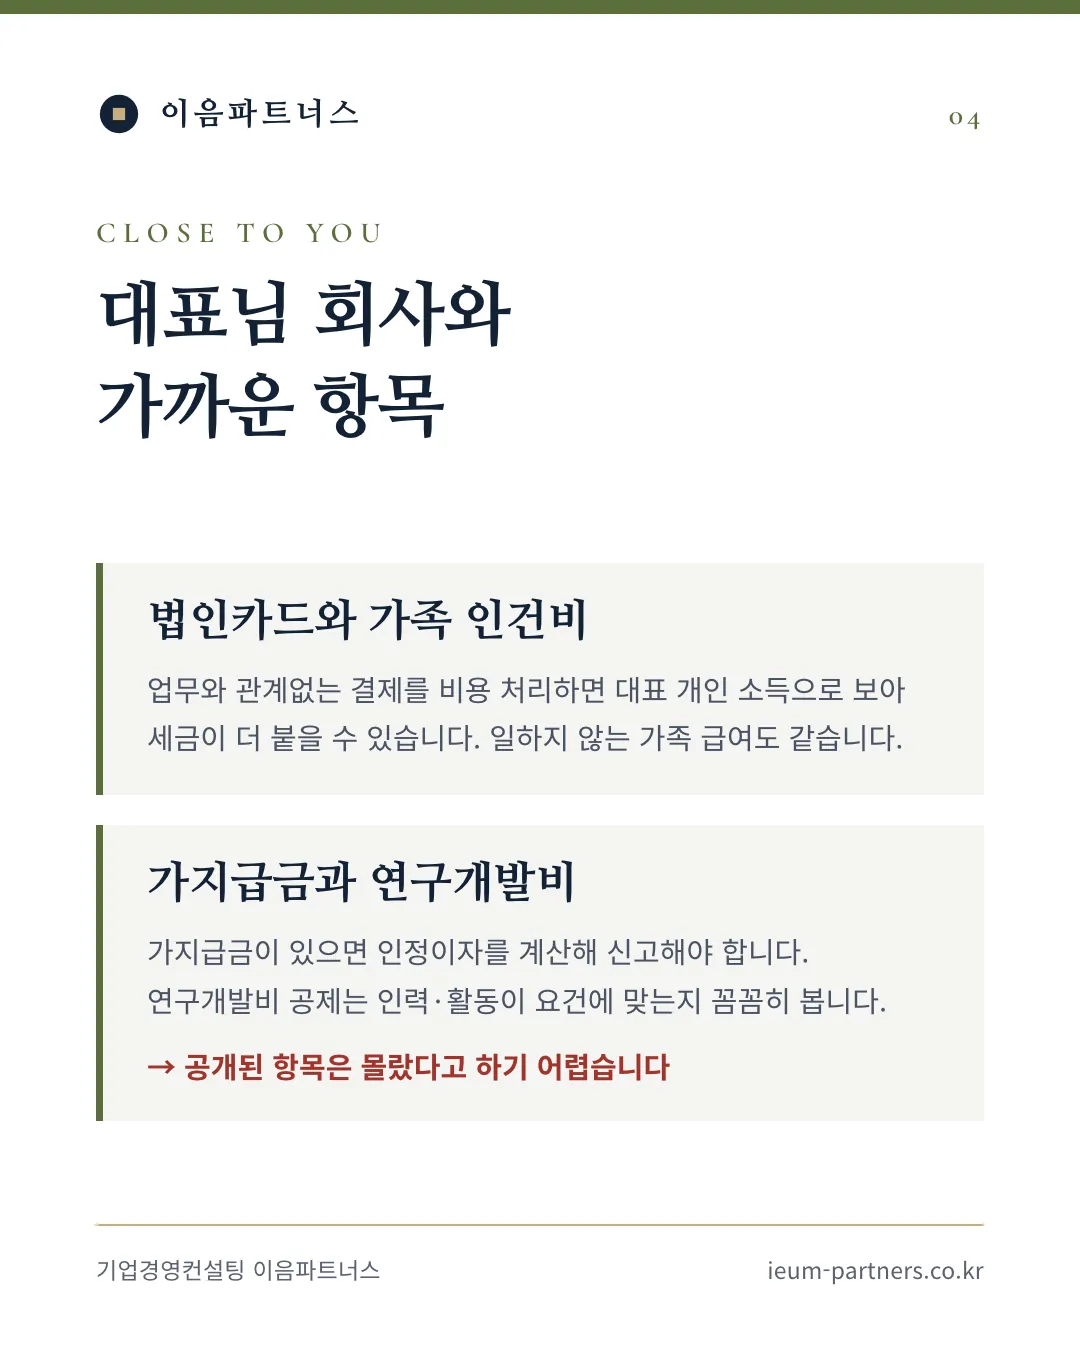 이음파트너스
04
CLOSE TO YOU
대표님 회사와
가까운 항목
법인카드와 가족 인건비
업무와 관계없는 결제를 비용 처리하면 대표 개인 소득으로 보아
세금이 더 붙을 수 있습니다. 일하지 않는 가족 급여도 같습니다.
가지급금과 연구개발비
가지급금이 있으면 인정이자를 계산해 신고해야 합니다.
연구개발비 공제는 인력·활동이 요건에 맞는지 꼼꼼히 봅니다.
→ 공개된 항목은 몰랐다고 하기 어렵습니다
기업경영컨설팅 이음파트너스
ieum-partners.co.kr